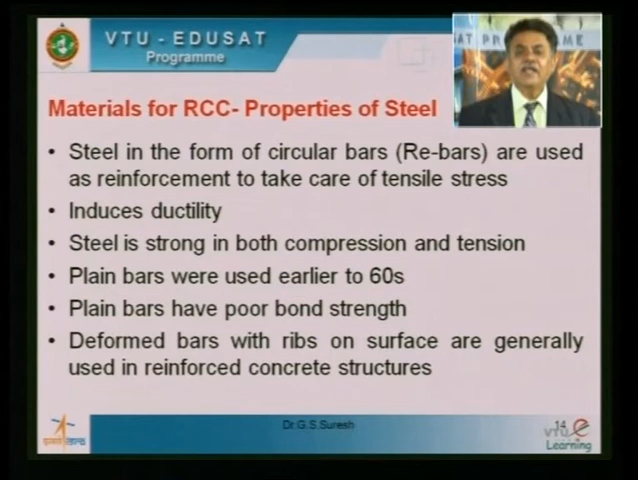 VTU - EDUSAT
Programme
AT PR
ME
Materials for RCC- Properties of Steel
• Steel in the form of circular bars (Re-bars) are used
as reinforcement to take care of tensile stress
• Induces ductility
• Steel is strong in both compression and tension
• Plain bars were used earlier to 60s
• Plain bars have poor bond strength
• Deformed bars with ribs on surface are generally
used in reinforced concrete structures
Dr.G.S.Suresh
14
vtu e
Learning